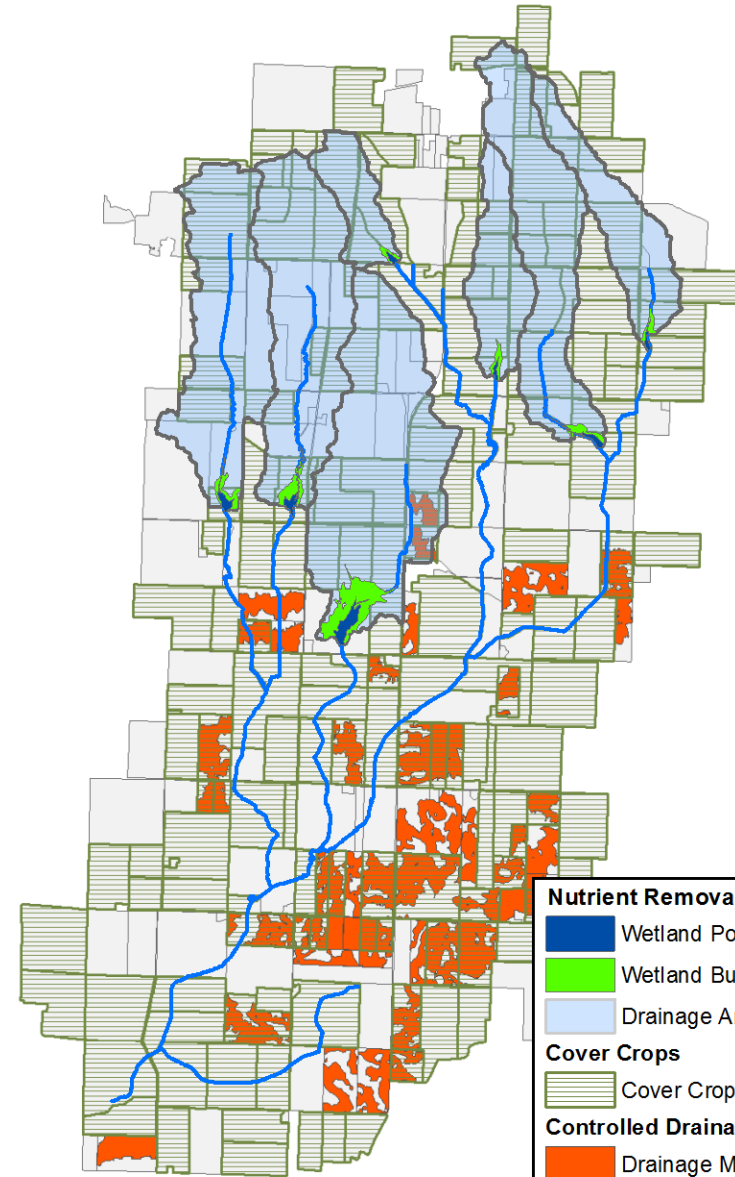 Nutrient Remova
Wetland Po
Wetland Bu
Drainage Ar
Cover Crops
Cover Crop
Controlled Draina
Drainage M